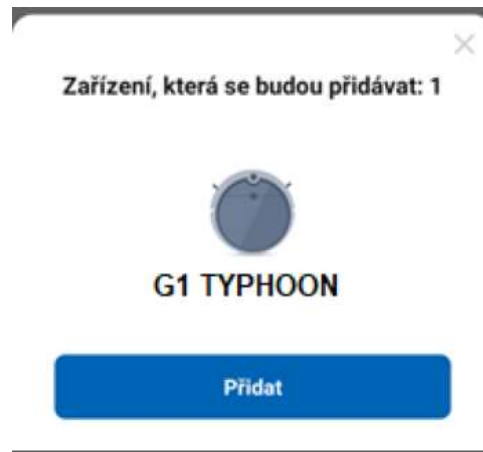 Zařízení, která se budou přidávat: 1
G1 TYPHOON
Přidat